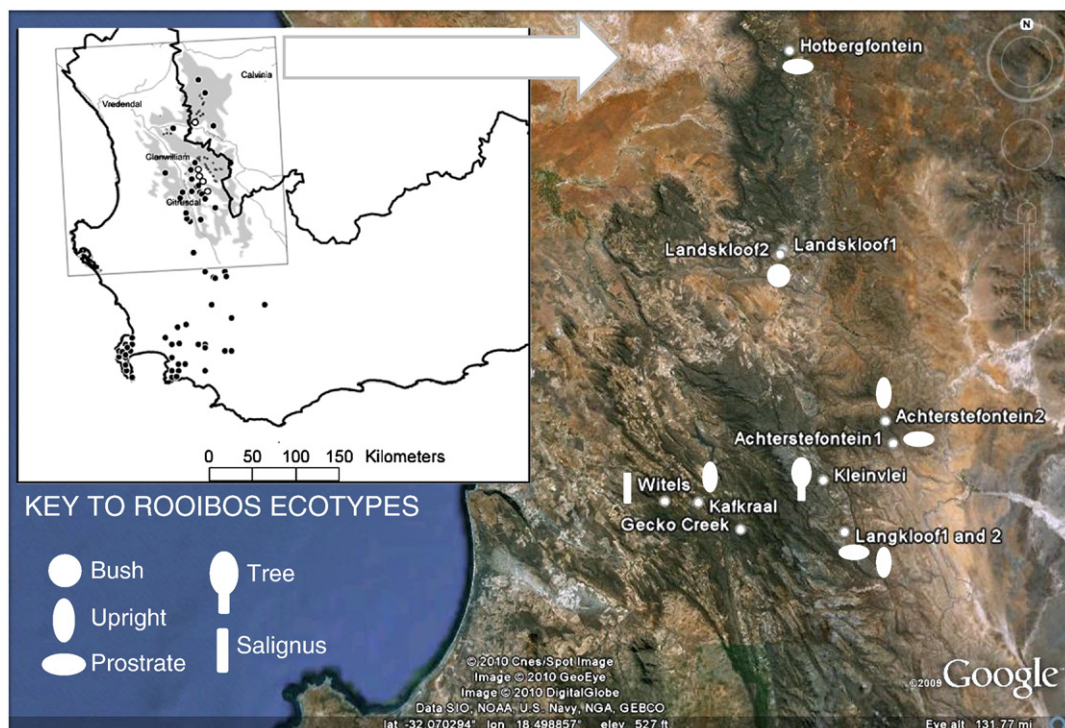 Calvinia
Vredendal
Clanwilliam
Citrusdal
0 50 100 150 Kilometers
N
Hotbergfontein
Landskloof2
Landskloof1
Achterstefontein2
Achterstefontein1
Kleinvlei
Witels
Kafkraal
Gecko Creek
Langkloof1 and 2
KEY TO ROOIBOS ECOTYPES
Bush
Upright
Prostrate
Tree
Salignus
©2010 Cnes/Spot Image
Image © 2010 GeoEye
Image © 2010 DigitalGlobe
Data SIO, NOAA, U.S. Navy, NGA, GEBCO
©2009 Google
lat -32.070294° lon 18.498857° elev 527 ft
Eye alt 131.77 mi